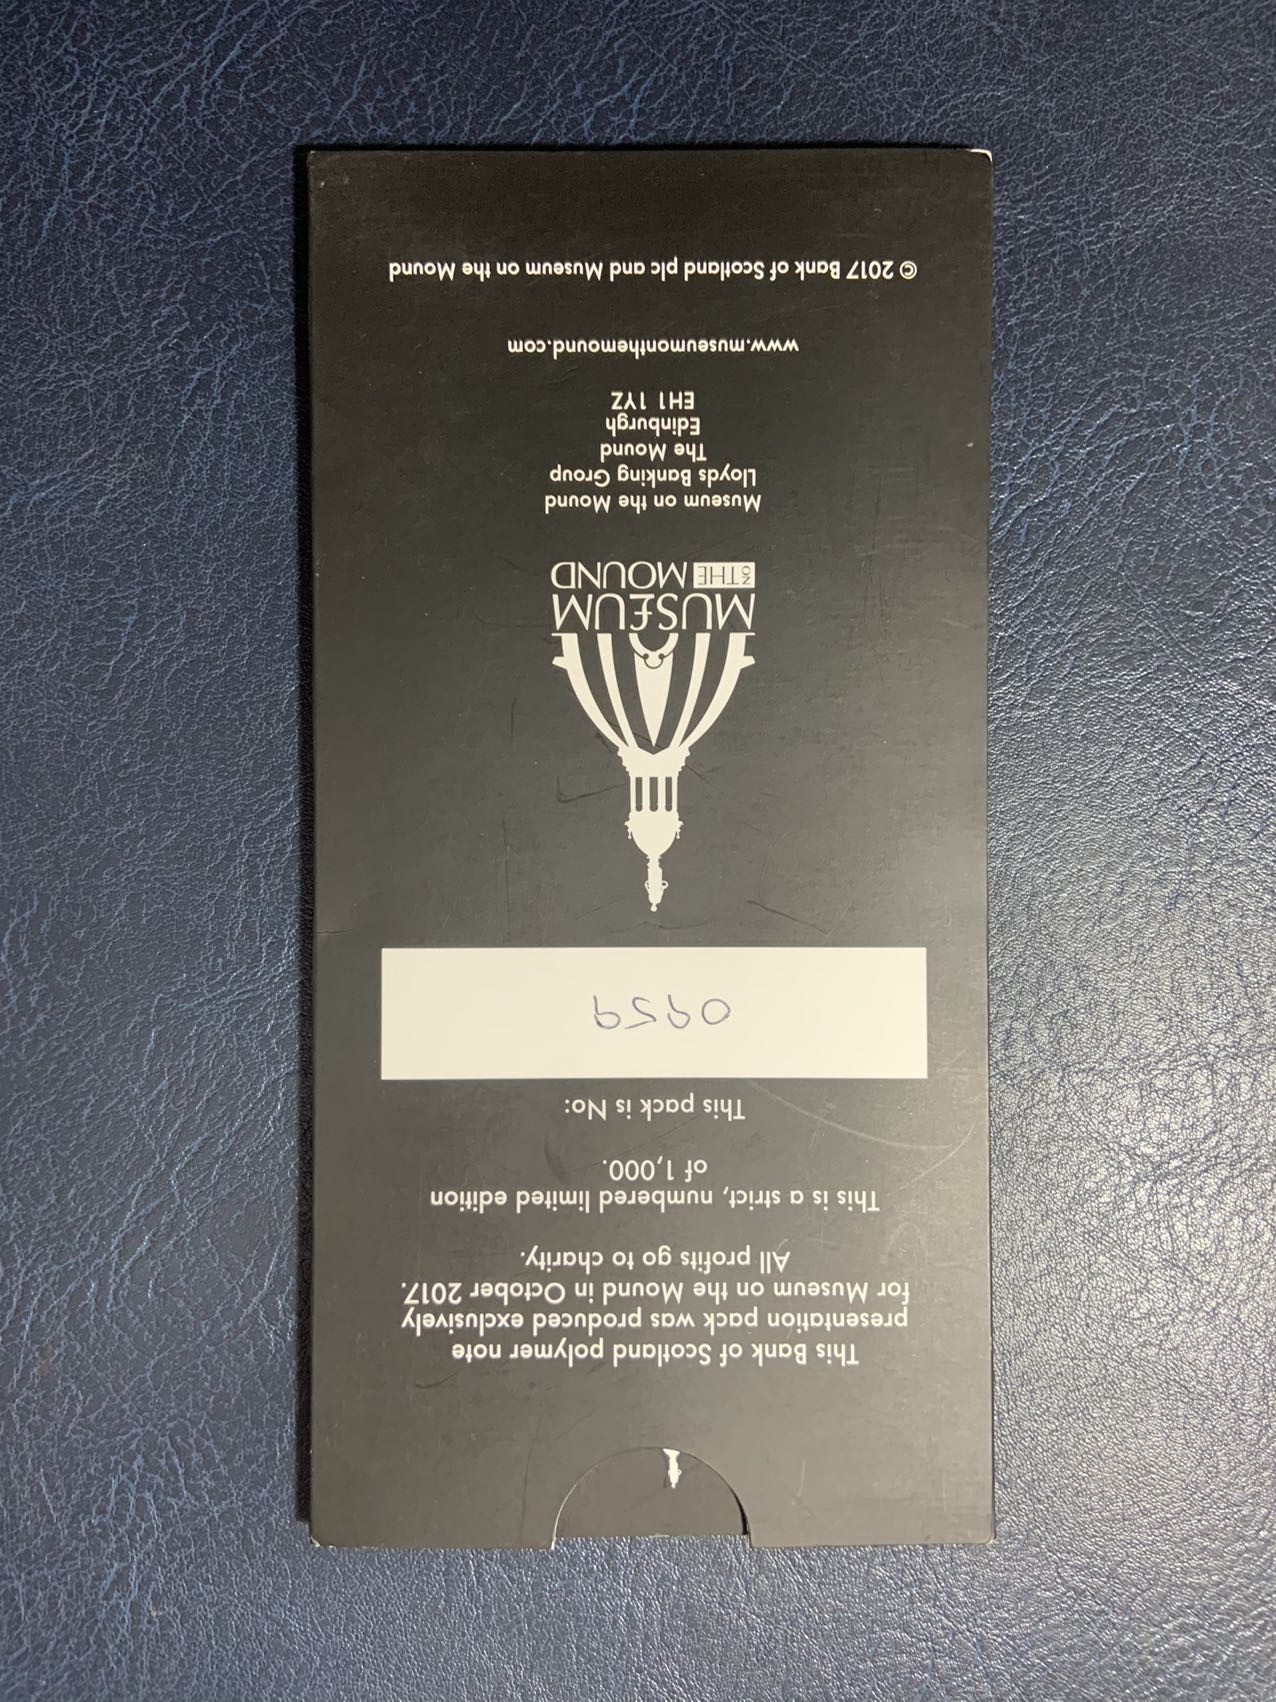 This Bank of Scotland polymer note
presentation pack was produced exclusively
for Museum on the Mound in October 2017.
All profits go to charity.
This is a strict, numbered limited edition
of 1,000.
This pack is No:
0959
MUS£UM
ON THE MOUND
Museum on the Mound
Lloyds Banking Group
The Mound
Edinburgh
EH1 1YZ
www.museumonthemound.com
© 2017 Bank of Scotland plc and Museum on the Mound